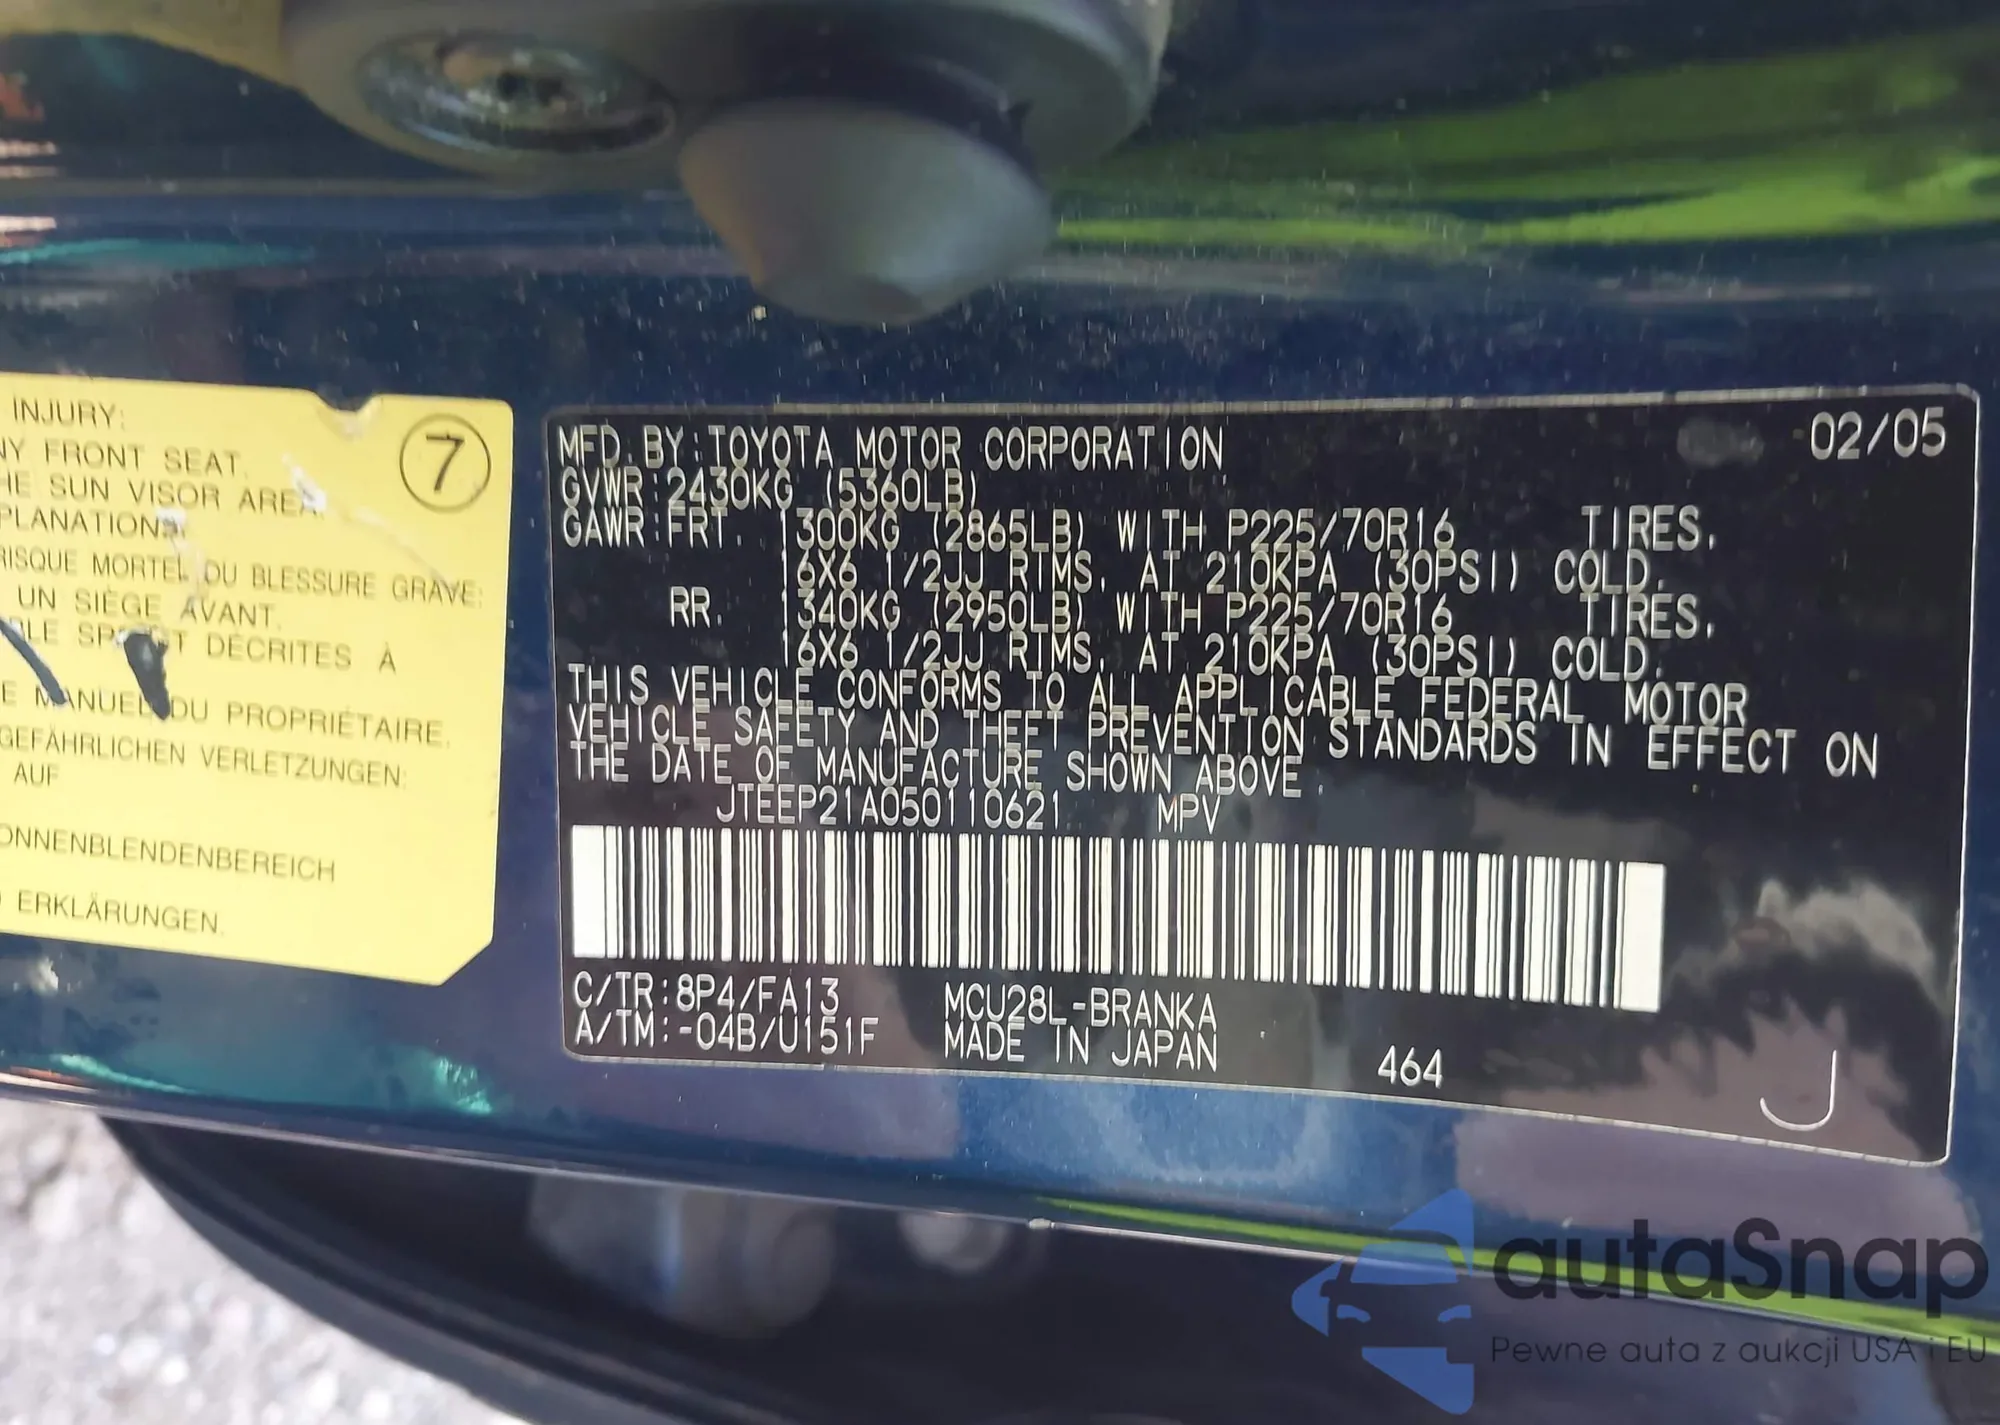 INJURY:
FRONT SEAT.
SUN VISOR AREA.
RISQUE MORTEL OU BLESSURE GRAVE:
UN SIÈGE AVANT.
DÉCRITES À
MANUEL DU PROPRIÉTAIRE.
GEFÄHRLICHEN VERLETZUNGEN:
AUF
ERKLÄRUNGEN.
7
MFD. BY: TOYOTA MOTOR CORPORATION 02/05
GVWR: 2430KG (5360LB)
GAWR: FRT. 1300KG (2865LB) WITH P225/70R16 TIRES,
16X6 1/2JJ RIMS, AT 210KPA (30PSI) COLD.
RR. 1340KG (2950LB) WITH P225/70R16 TIRES,
16X6 1/2JJ RIMS, AT 210KPA (30PSI) COLD.
THIS VEHICLE CONFORMS TO ALL APPLICABLE FEDERAL MOTOR
VEHICLE SAFETY AND THEFT PREVENTION STANDARDS IN EFFECT ON
THE DATE OF MANUFACTURE SHOWN ABOVE.
JTEEP21A050110621 MPV
C/TR: 8P4/FA13 MCU28L-BRANKA
A/TM: -04B/U151F MADE IN JAPAN 464
J
autaSnap
Pewne auta z aukcji USA i EU